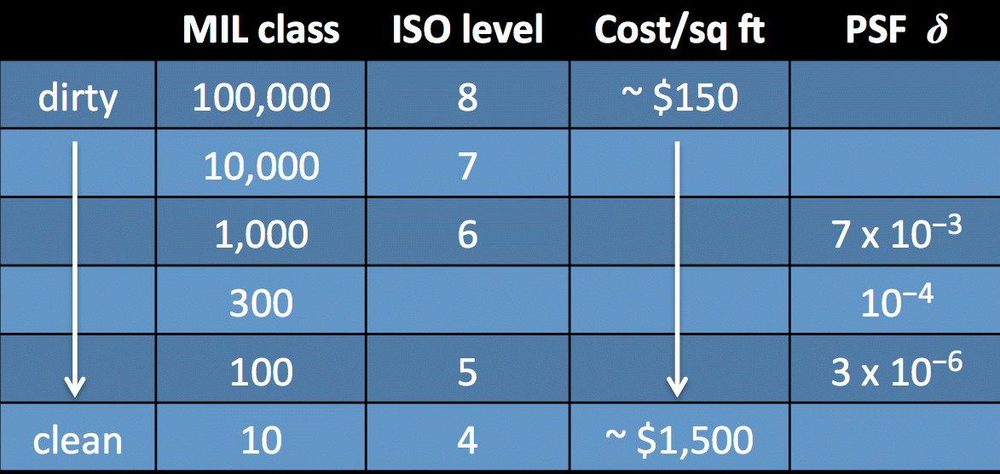 MIL class ISO level Cost/sq ft PSF δ
dirty 100,000 8 ~ $150
10,000 7
1,000 6 7 x 10⁻³
300 10⁻⁴
100 5 3 x 10⁻⁶
clean 10 4 ~ $1,500